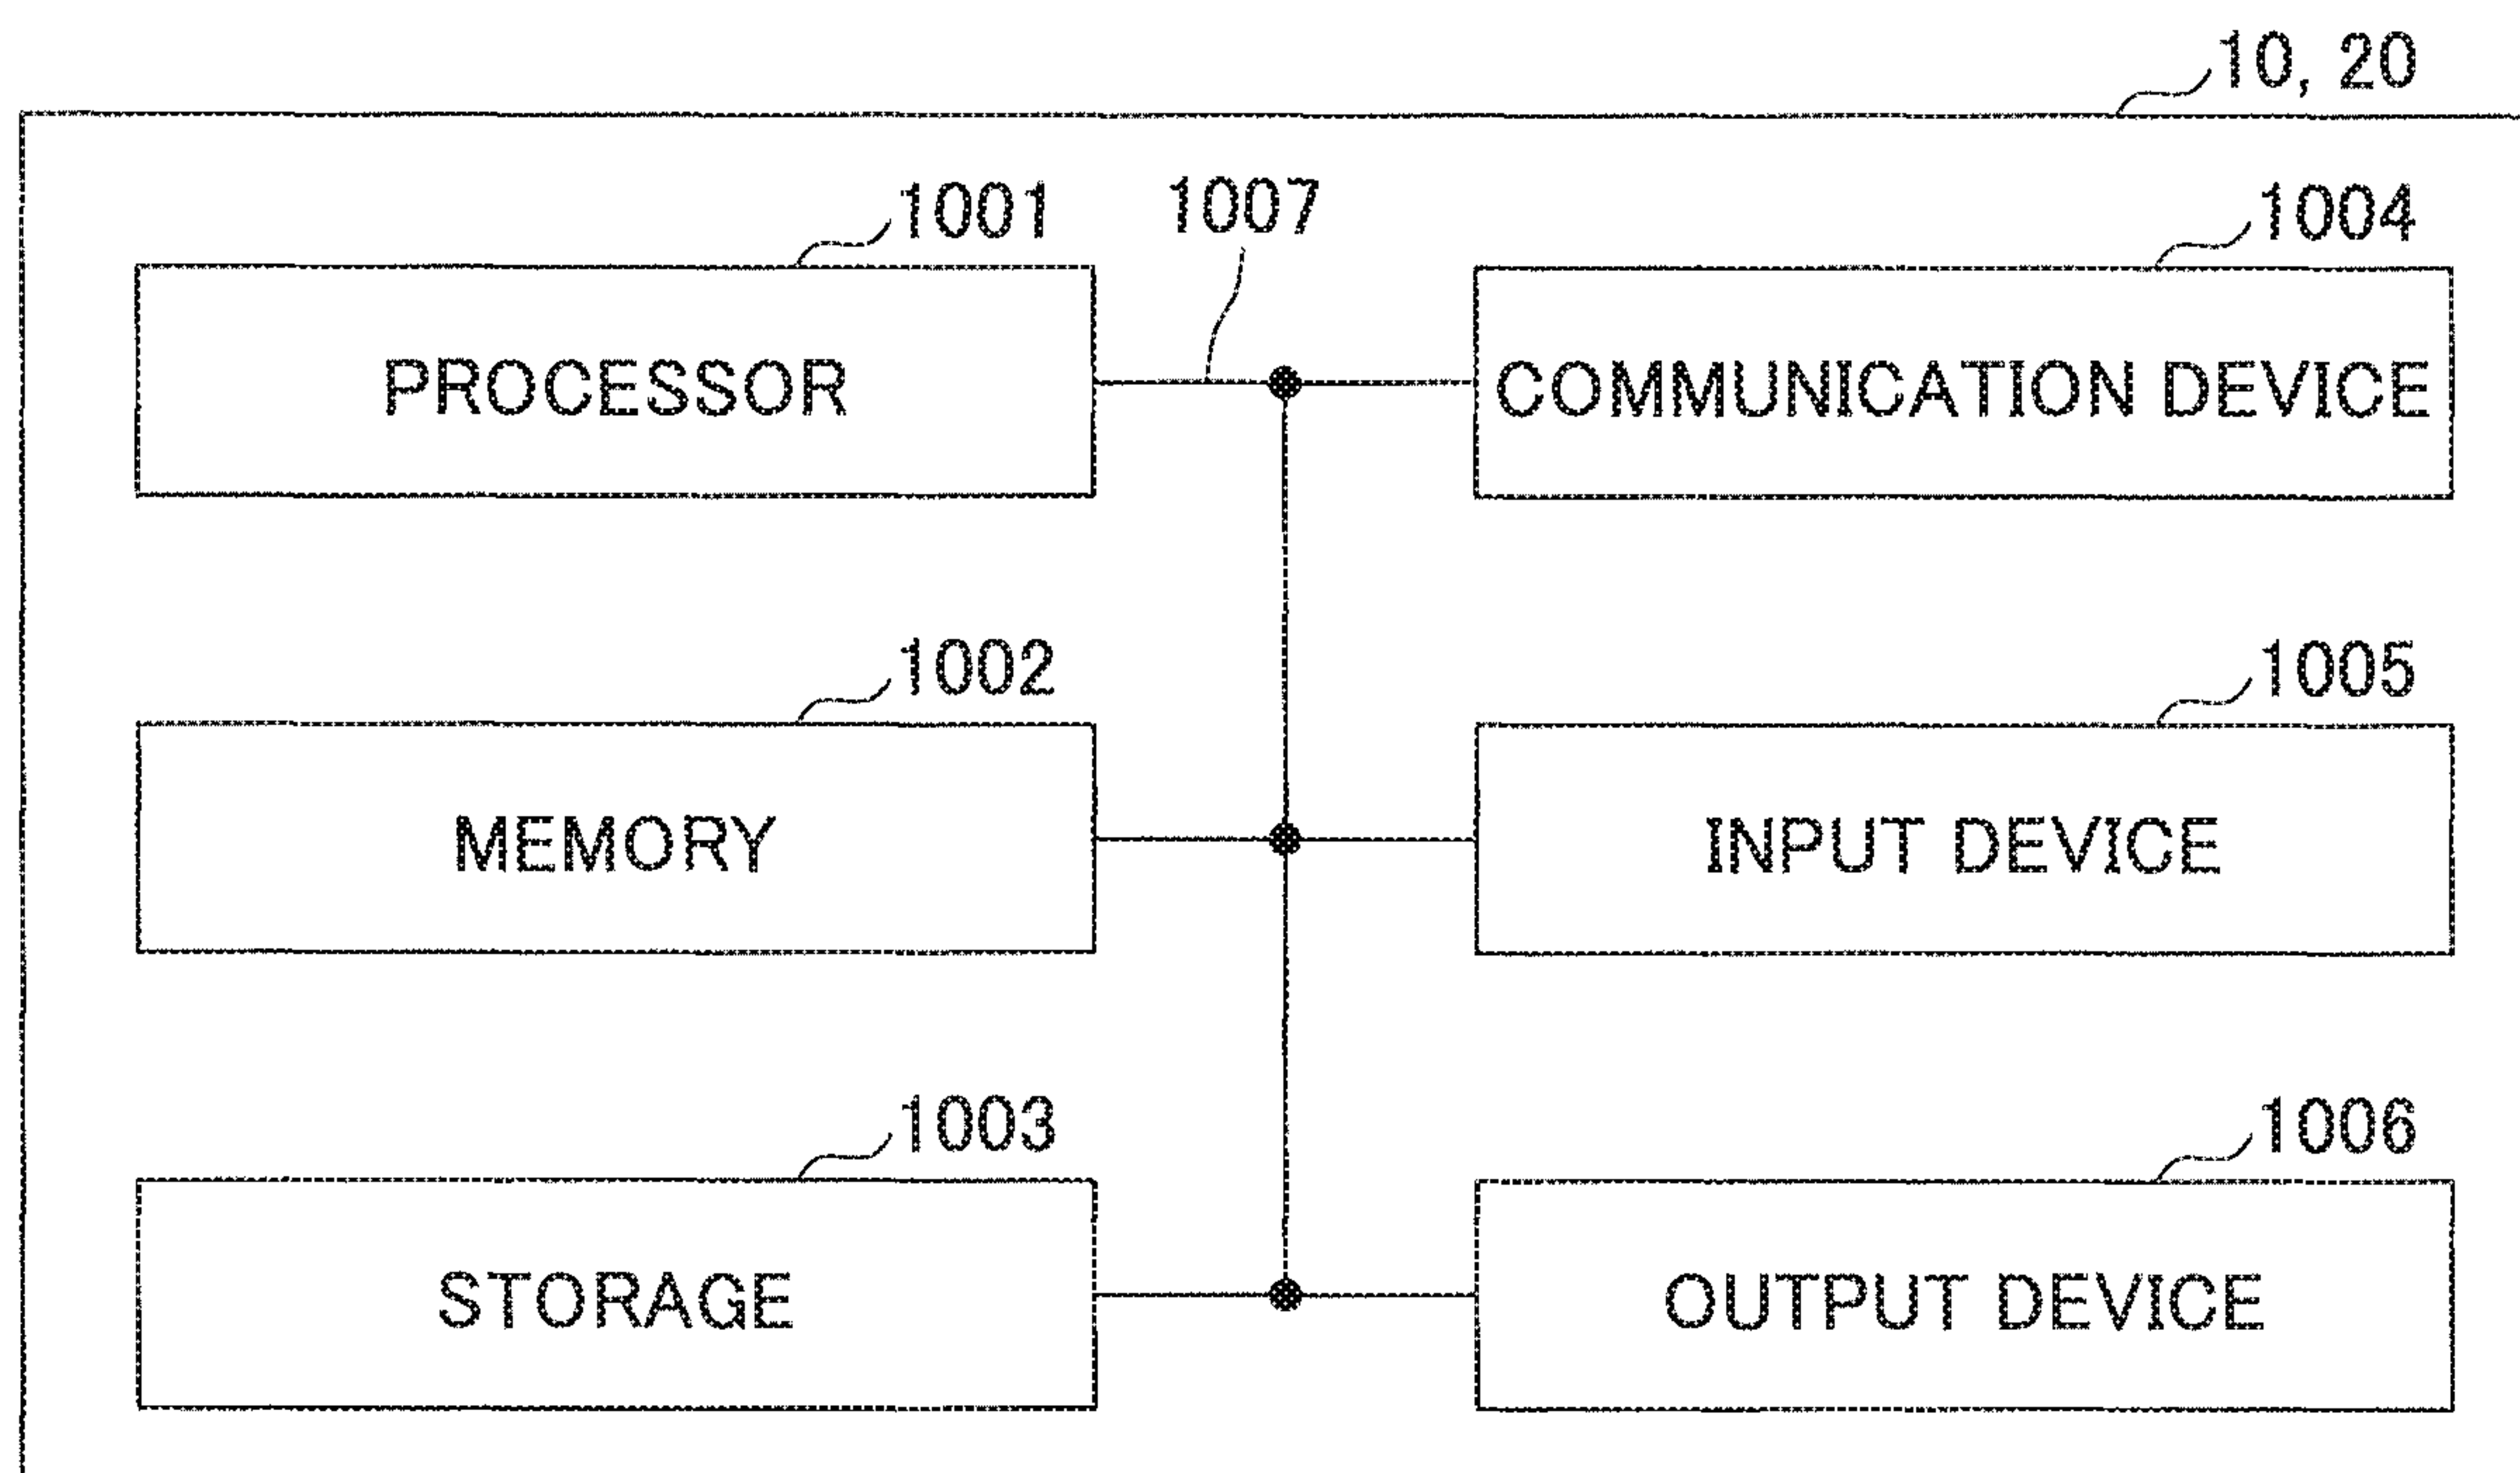 10, 20
1001
1007
1004
PROCESSOR
COMMUNICATION DEVICE
1002
1005
MEMORY
INPUT DEVICE
1003
1006
STORAGE
OUTPUT DEVICE